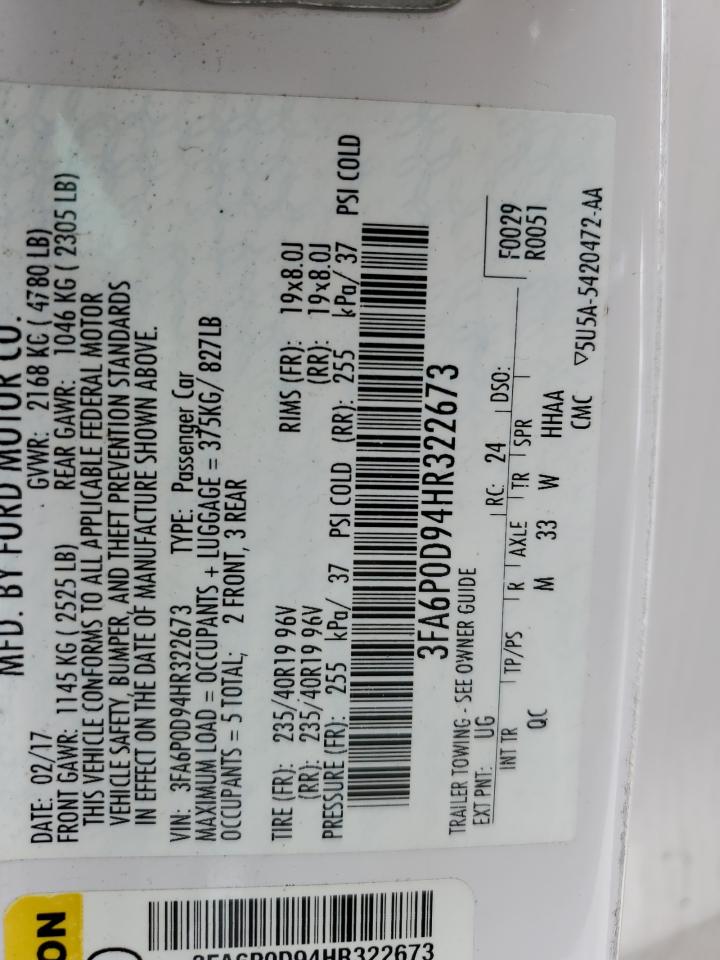 MFD. BY FORD MOTOR CO.
DATE: 02/17 GVWR: 2168 KG ( 4780 LB)
FRONT GAWR: 1145 KG ( 2525 LB) REAR GAWR: 1046 KG ( 2305 LB)
THIS VEHICLE CONFORMS TO ALL APPLICABLE FEDERAL MOTOR
VEHICLE SAFETY, BUMPER, AND THEFT PREVENTION STANDARDS
IN EFFECT ON THE DATE OF MANUFACTURE SHOWN ABOVE.
VIN: 3FA6P0D94HR322673 TYPE: Passenger Car
MAXIMUM LOAD = OCCUPANTS + LUGGAGE = 375KG/ 827LB
OCCUPANTS = 5 TOTAL; 2 FRONT, 3 REAR
TIRE (FR): 235/40R19 96V RIMS (FR): 19x8.0J
(RR): 235/40R19 96V (RR): 19x8.0J
PRESSURE (FR): 255 kPa/ 37 PSI COLD (RR): 255 kPa/ 37 PSI COLD
3FA6P0D94HR322673
TRAILER TOWING - SEE OWNER GUIDE
EXT PNT: UG RC: 24 DSO: F0029
R0051
INT TR TP/PS R AXLE TR SPR
QC M 33 W HHAA
CMC ▽5U5A-5420472-AA
ON
3FA6P0D94HR322673